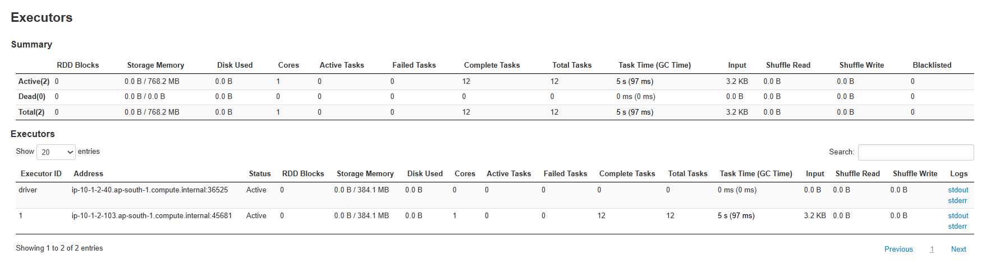 Executors
Summary
RDD Blocks Storage Memory Disk Used Cores Active Tasks Failed Tasks Complete Tasks Total Tasks Task Time (GC Time) Input Shuffle Read Shuffle Write Blacklisted
Active(2) 0 0.0 B / 768.2 MB 0.0 B 1 0 0 12 12 5 s (97 ms) 3.2 KB 0.0 B 0.0 B 0
Dead(0) 0 0.0 B / 0.0 B 0.0 B 0 0 0 0 0 0 ms (0 ms) 0.0 B 0.0 B 0.0 B 0
Total(2) 0 0.0 B / 768.2 MB 0.0 B 1 0 0 12 12 5 s (97 ms) 3.2 KB 0.0 B 0.0 B 0
Executors
Show 20 entries Search:
Executor ID Address Status RDD Blocks Storage Memory Disk Used Cores Active Tasks Failed Tasks Complete Tasks Total Tasks Task Time (GC Time) Input Shuffle Read Shuffle Write Logs
driver ip-10-1-2-40.ap-south-1.compute.internal:36525 Active 0 0.0 B / 384.1 MB 0.0 B 0 0 0 0 0 0 ms (0 ms) 0.0 B 0.0 B 0.0 B stdout
stderr
1 ip-10-1-2-103.ap-south-1.compute.internal:45681 Active 0 0.0 B / 384.1 MB 0.0 B 1 0 0 12 12 5 s (97 ms) 3.2 KB 0.0 B 0.0 B stdout
stderr
Showing 1 to 2 of 2 entries Previous 1 Next